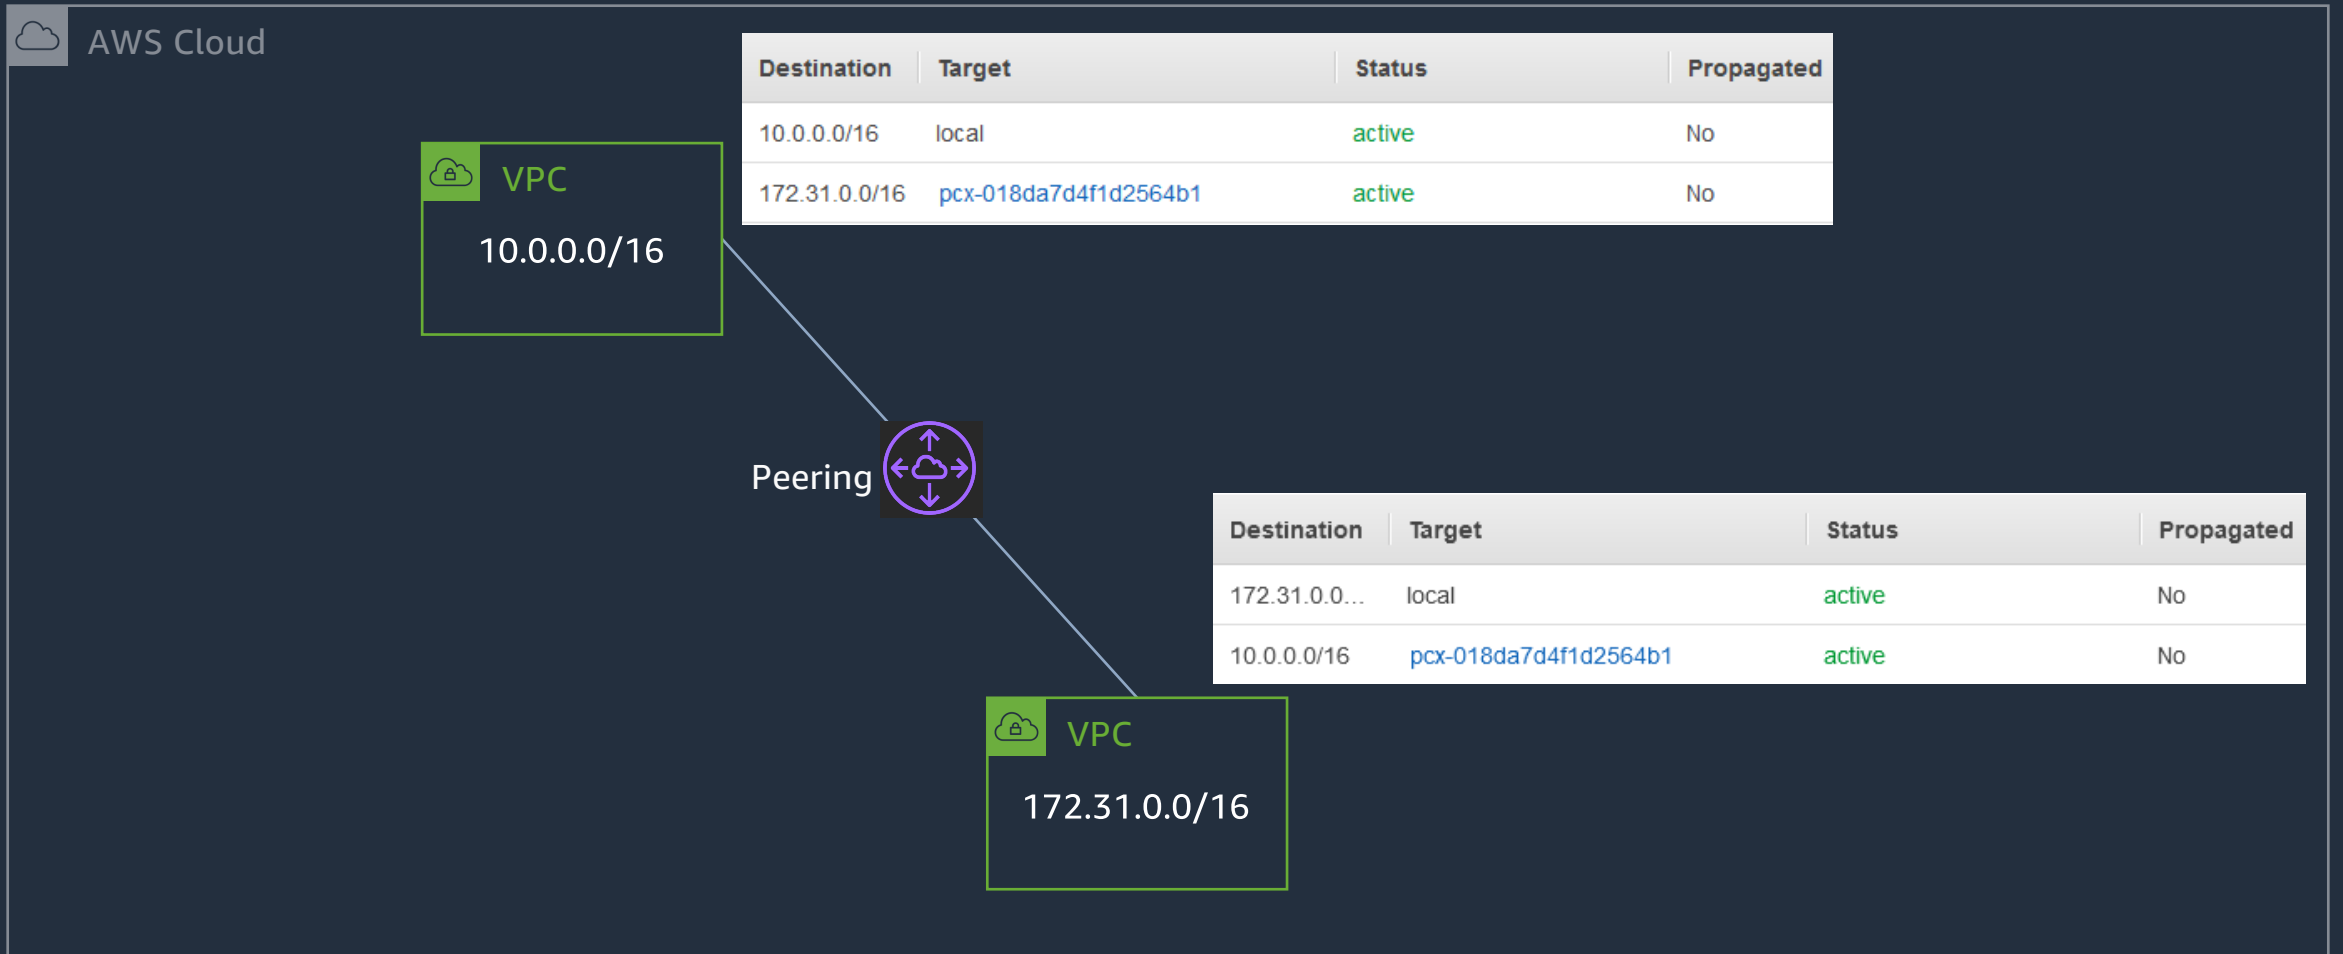 AWS Cloud
Destination Target Status Propagated
10.0.0.0/16 local active No
172.31.0.0/16 pcx-018da7d4f1d2564b1 active No
VPC
10.0.0.0/16
Peering
Destination Target Status Propagated
172.31.0.0... local active No
10.0.0.0/16 pcx-018da7d4f1d2564b1 active No
VPC
172.31.0.0/16